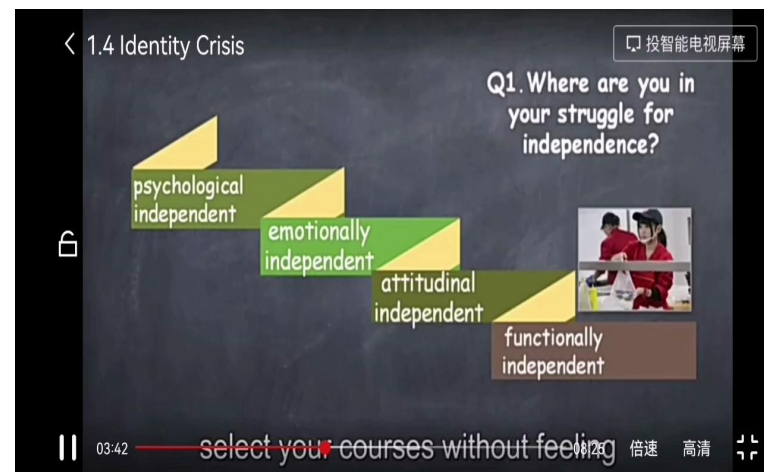 1.4 Identity Crisis
投智能电视屏幕
Q1.Where are you in
your struggle for
independence?
psychological
independent
emotionally
independent
attitudinal
independent
functionally
independent
select your courses without feeling
03:42
08:26
倍速
高清